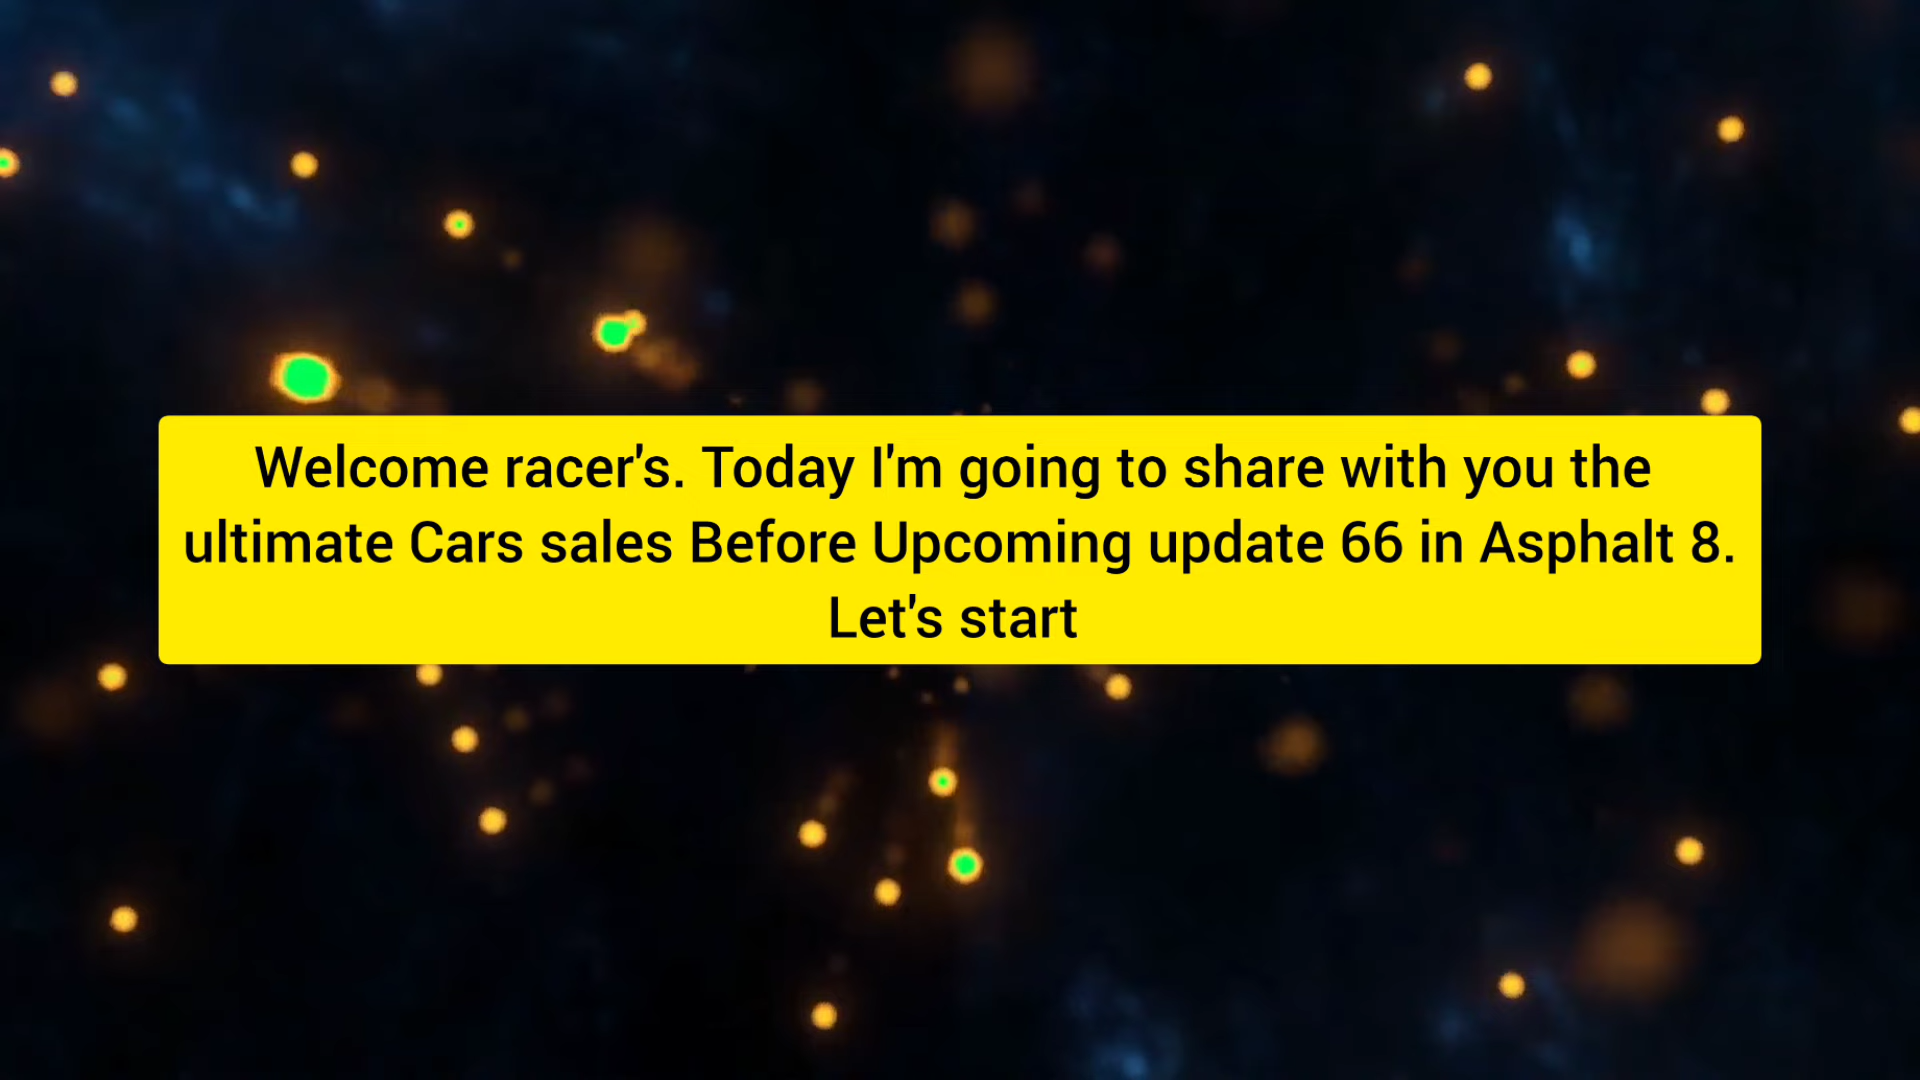 Welcome racer's. Today I'm going to share with you the
ultimate Cars sales Before Upcoming update 66 in Asphalt 8.
Let's start